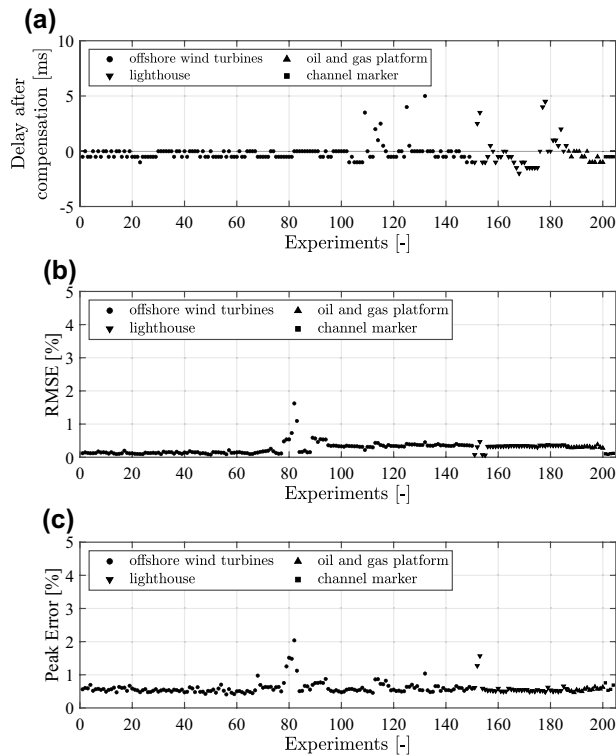 (a)
10
5
0
-5
Delay after
compensation [ms]
offshore wind turbines
oil and gas platform
lighthouse
channel marker
0 20 40 60 80 100 120 140 160 180 200
Experiments [-]
(b)
5
4
3
2
1
0
RMSE [%]
offshore wind turbines
oil and gas platform
lighthouse
channel marker
0 20 40 60 80 100 120 140 160 180 200
Experiments [-]
(c)
5
4
3
2
1
0
Peak Error [%]
offshore wind turbines
oil and gas platform
lighthouse
channel marker
0 20 40 60 80 100 120 140 160 180 200
Experiments [-]